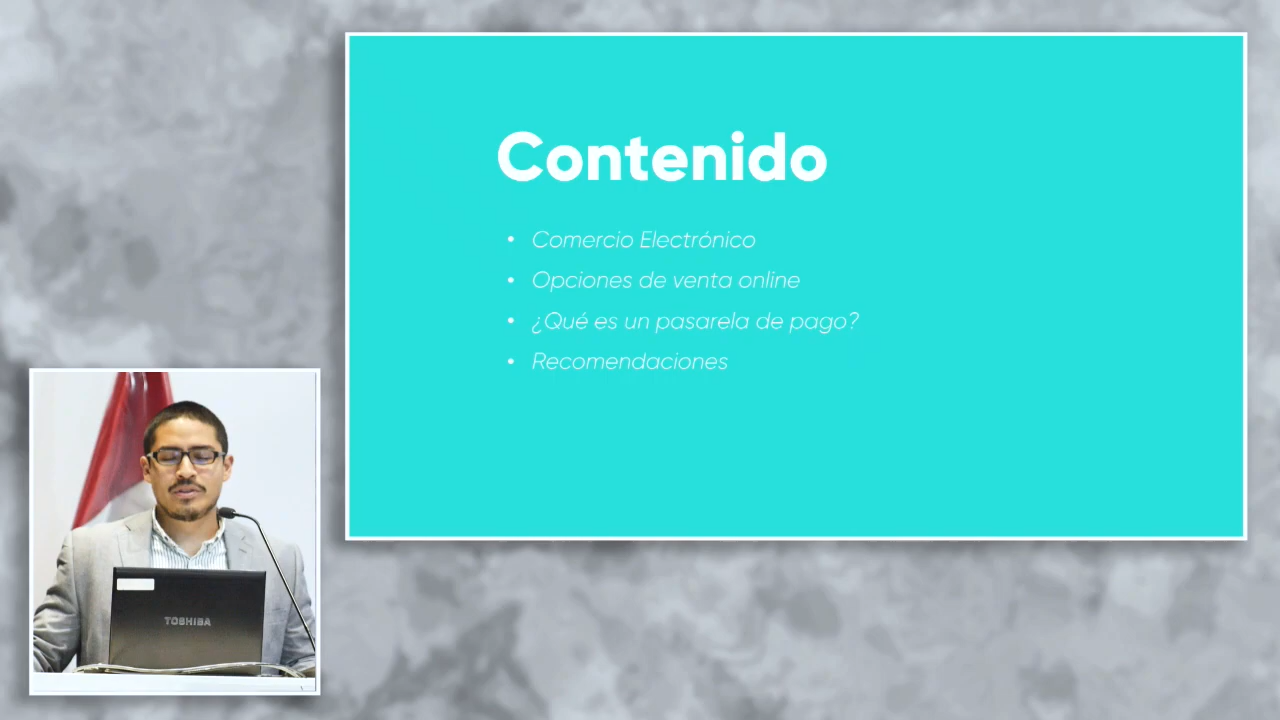 Contenido
• Comercio Electrónico
• Opciones de venta online
• ¿Qué es un pasarela de pago?
• Recomendaciones
TOSHIBA